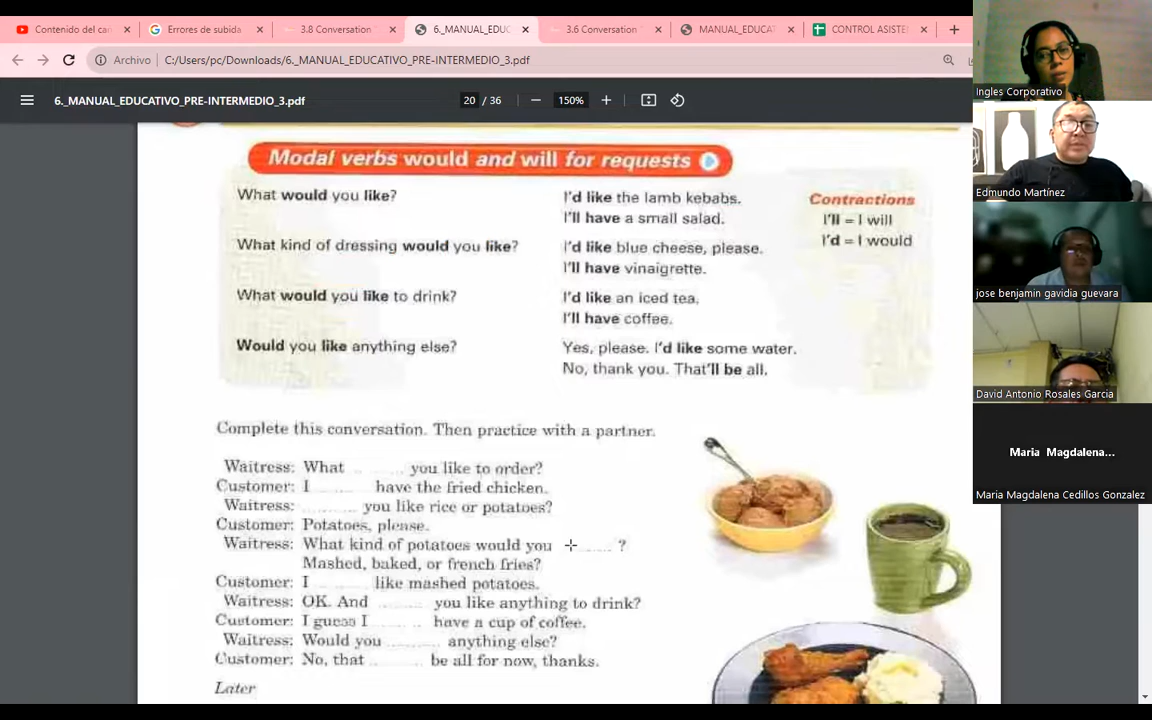 Contenido del ca
Errores de subida
3.8 Conversation
6._MANUAL_EDUC
3.6 Conversation
MANUAL_EDUCA
CONTROL ASISTE
Archivo
C:/Users/pc/Downloads/6._MANUAL_EDUCATIVO_PRE-INTERMEDIO_3.pdf
6._MANUAL_EDUCATIVO_PRE-INTERMEDIO_3.pdf
20 / 36
150%
Modal verbs would and will for requests
What would you like? I'd like the lamb kebabs.
I'll have a small salad.
What kind of dressing would you like? I'd like blue cheese, please.
I'll have vinaigrette.
What would you like to drink? I'd like an iced tea.
I'll have coffee.
Would you like anything else? Yes, please. I'd like some water.
No, thank you. That'll be all.
Contractions
I'll = I will
I'd = I would
Complete this conversation. Then practice with a partner.
Waitress: What ........ you like to order?
Customer: I ........ have the fried chicken.
Waitress: ........ you like rice or potatoes?
Customer: Potatoes, please.
Waitress: What kind of potatoes would you ........ ?
Mashed, baked, or french fries?
Customer: I ........ like mashed potatoes.
Waitress: OK. And ........ you like anything to drink?
Customer: I guess I ........ have a cup of coffee.
Waitress: Would you ........ anything else?
Customer: No, that ........ be all for now, thanks.
Later
Ingles Corporativo
Edmundo Martínez
jose benjamin gavidia guevara
David Antonio Rosales Garcia
Maria Magdalena...
Maria Magdalena Cedillos Gonzalez